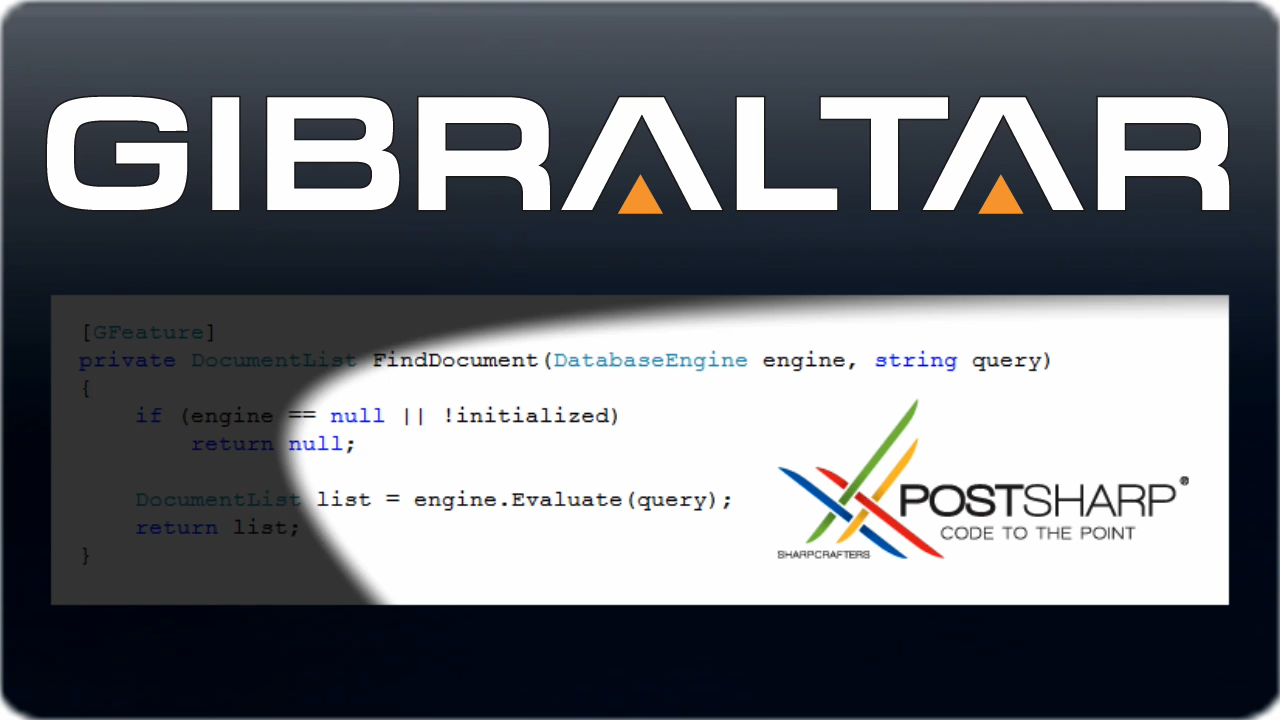 GIBRALTAR
[GFeature]
private DocumentList FindDocument(DatabaseEngine engine, string query)
{
    if (engine == null || !initialized)
        return null;

    DocumentList list = engine.Evaluate(query);
    return list;
}
POSTSHARP®
CODE TO THE POINT
SHARPCRAFTERS